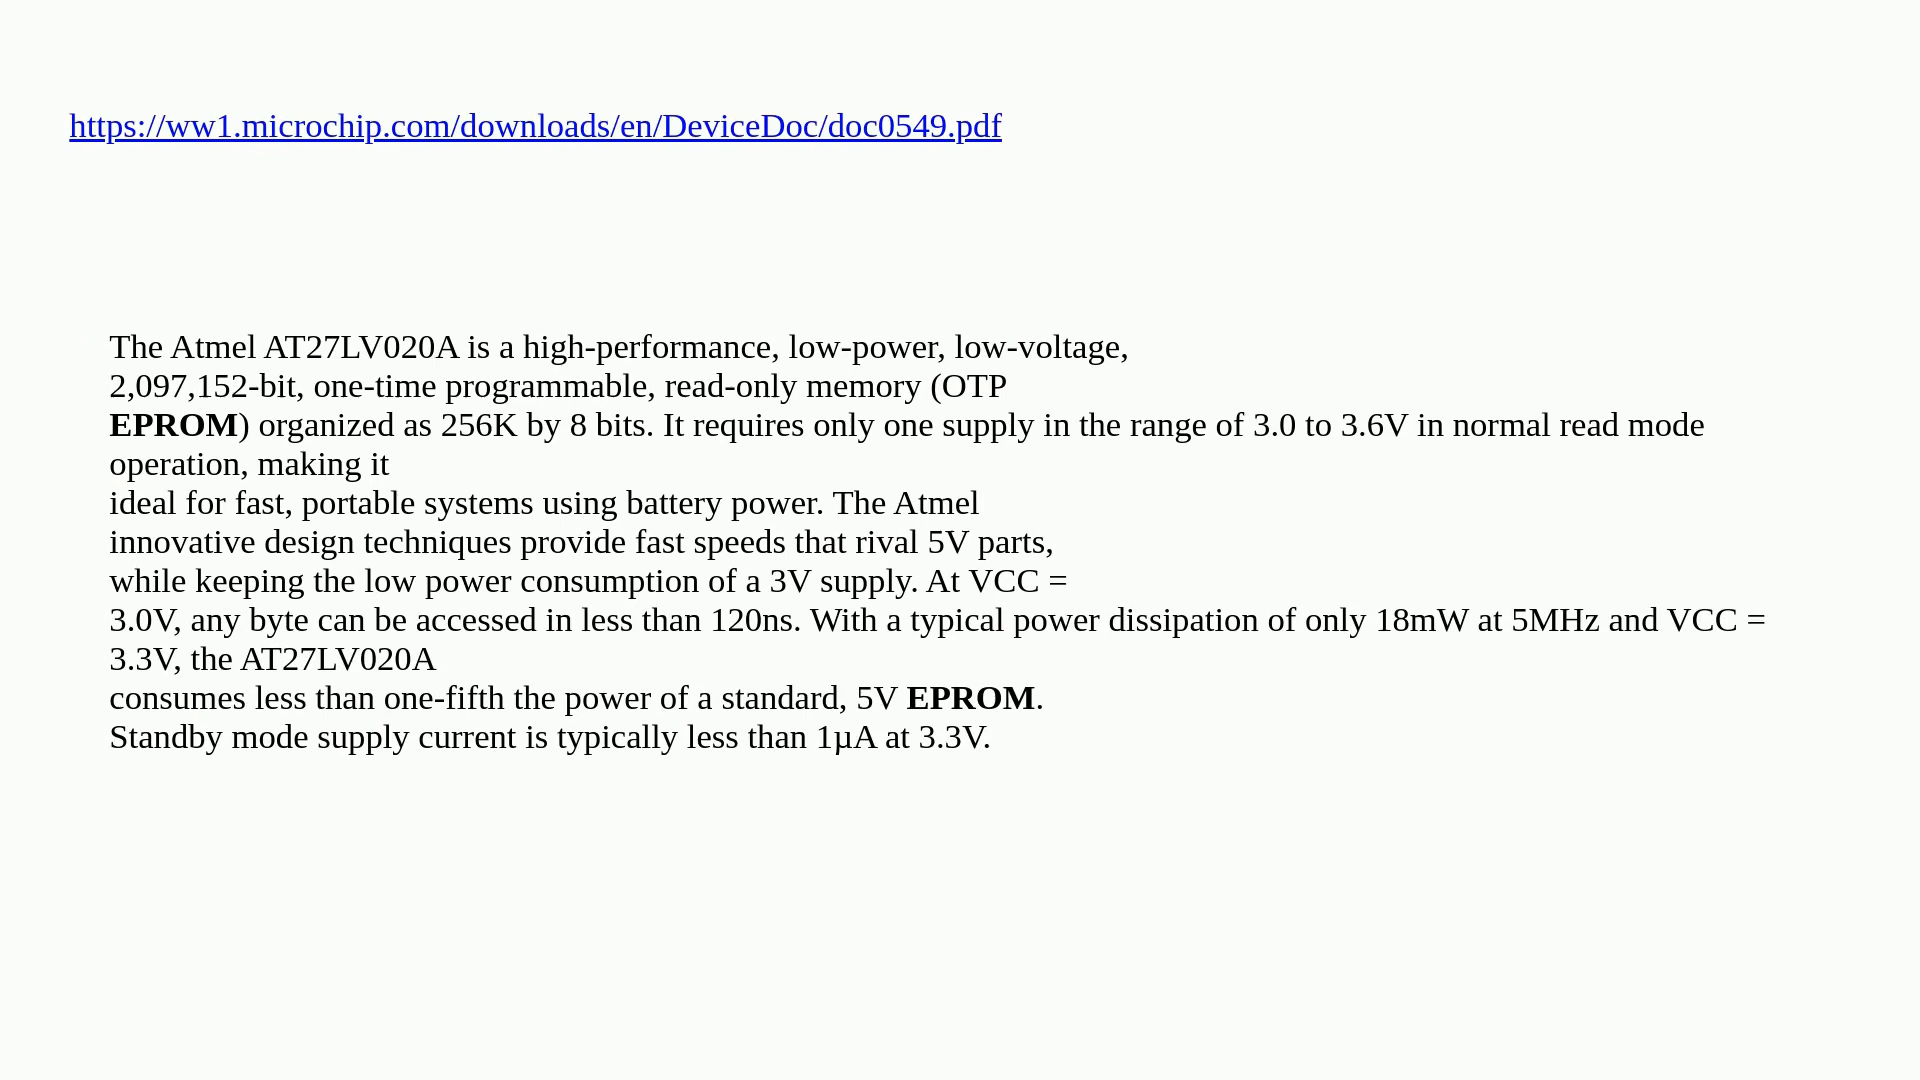 https://ww1.microchip.com/downloads/en/DeviceDoc/doc0549.pdf
The Atmel AT27LV020A is a high-performance, low-power, low-voltage,
2,097,152-bit, one-time programmable, read-only memory (OTP
EPROM) organized as 256K by 8 bits. It requires only one supply in the range of 3.0 to 3.6V in normal read mode
operation, making it
ideal for fast, portable systems using battery power. The Atmel
innovative design techniques provide fast speeds that rival 5V parts,
while keeping the low power consumption of a 3V supply. At VCC =
3.0V, any byte can be accessed in less than 120ns. With a typical power dissipation of only 18mW at 5MHz and VCC =
3.3V, the AT27LV020A
consumes less than one-fifth the power of a standard, 5V EPROM.
Standby mode supply current is typically less than 1µA at 3.3V.